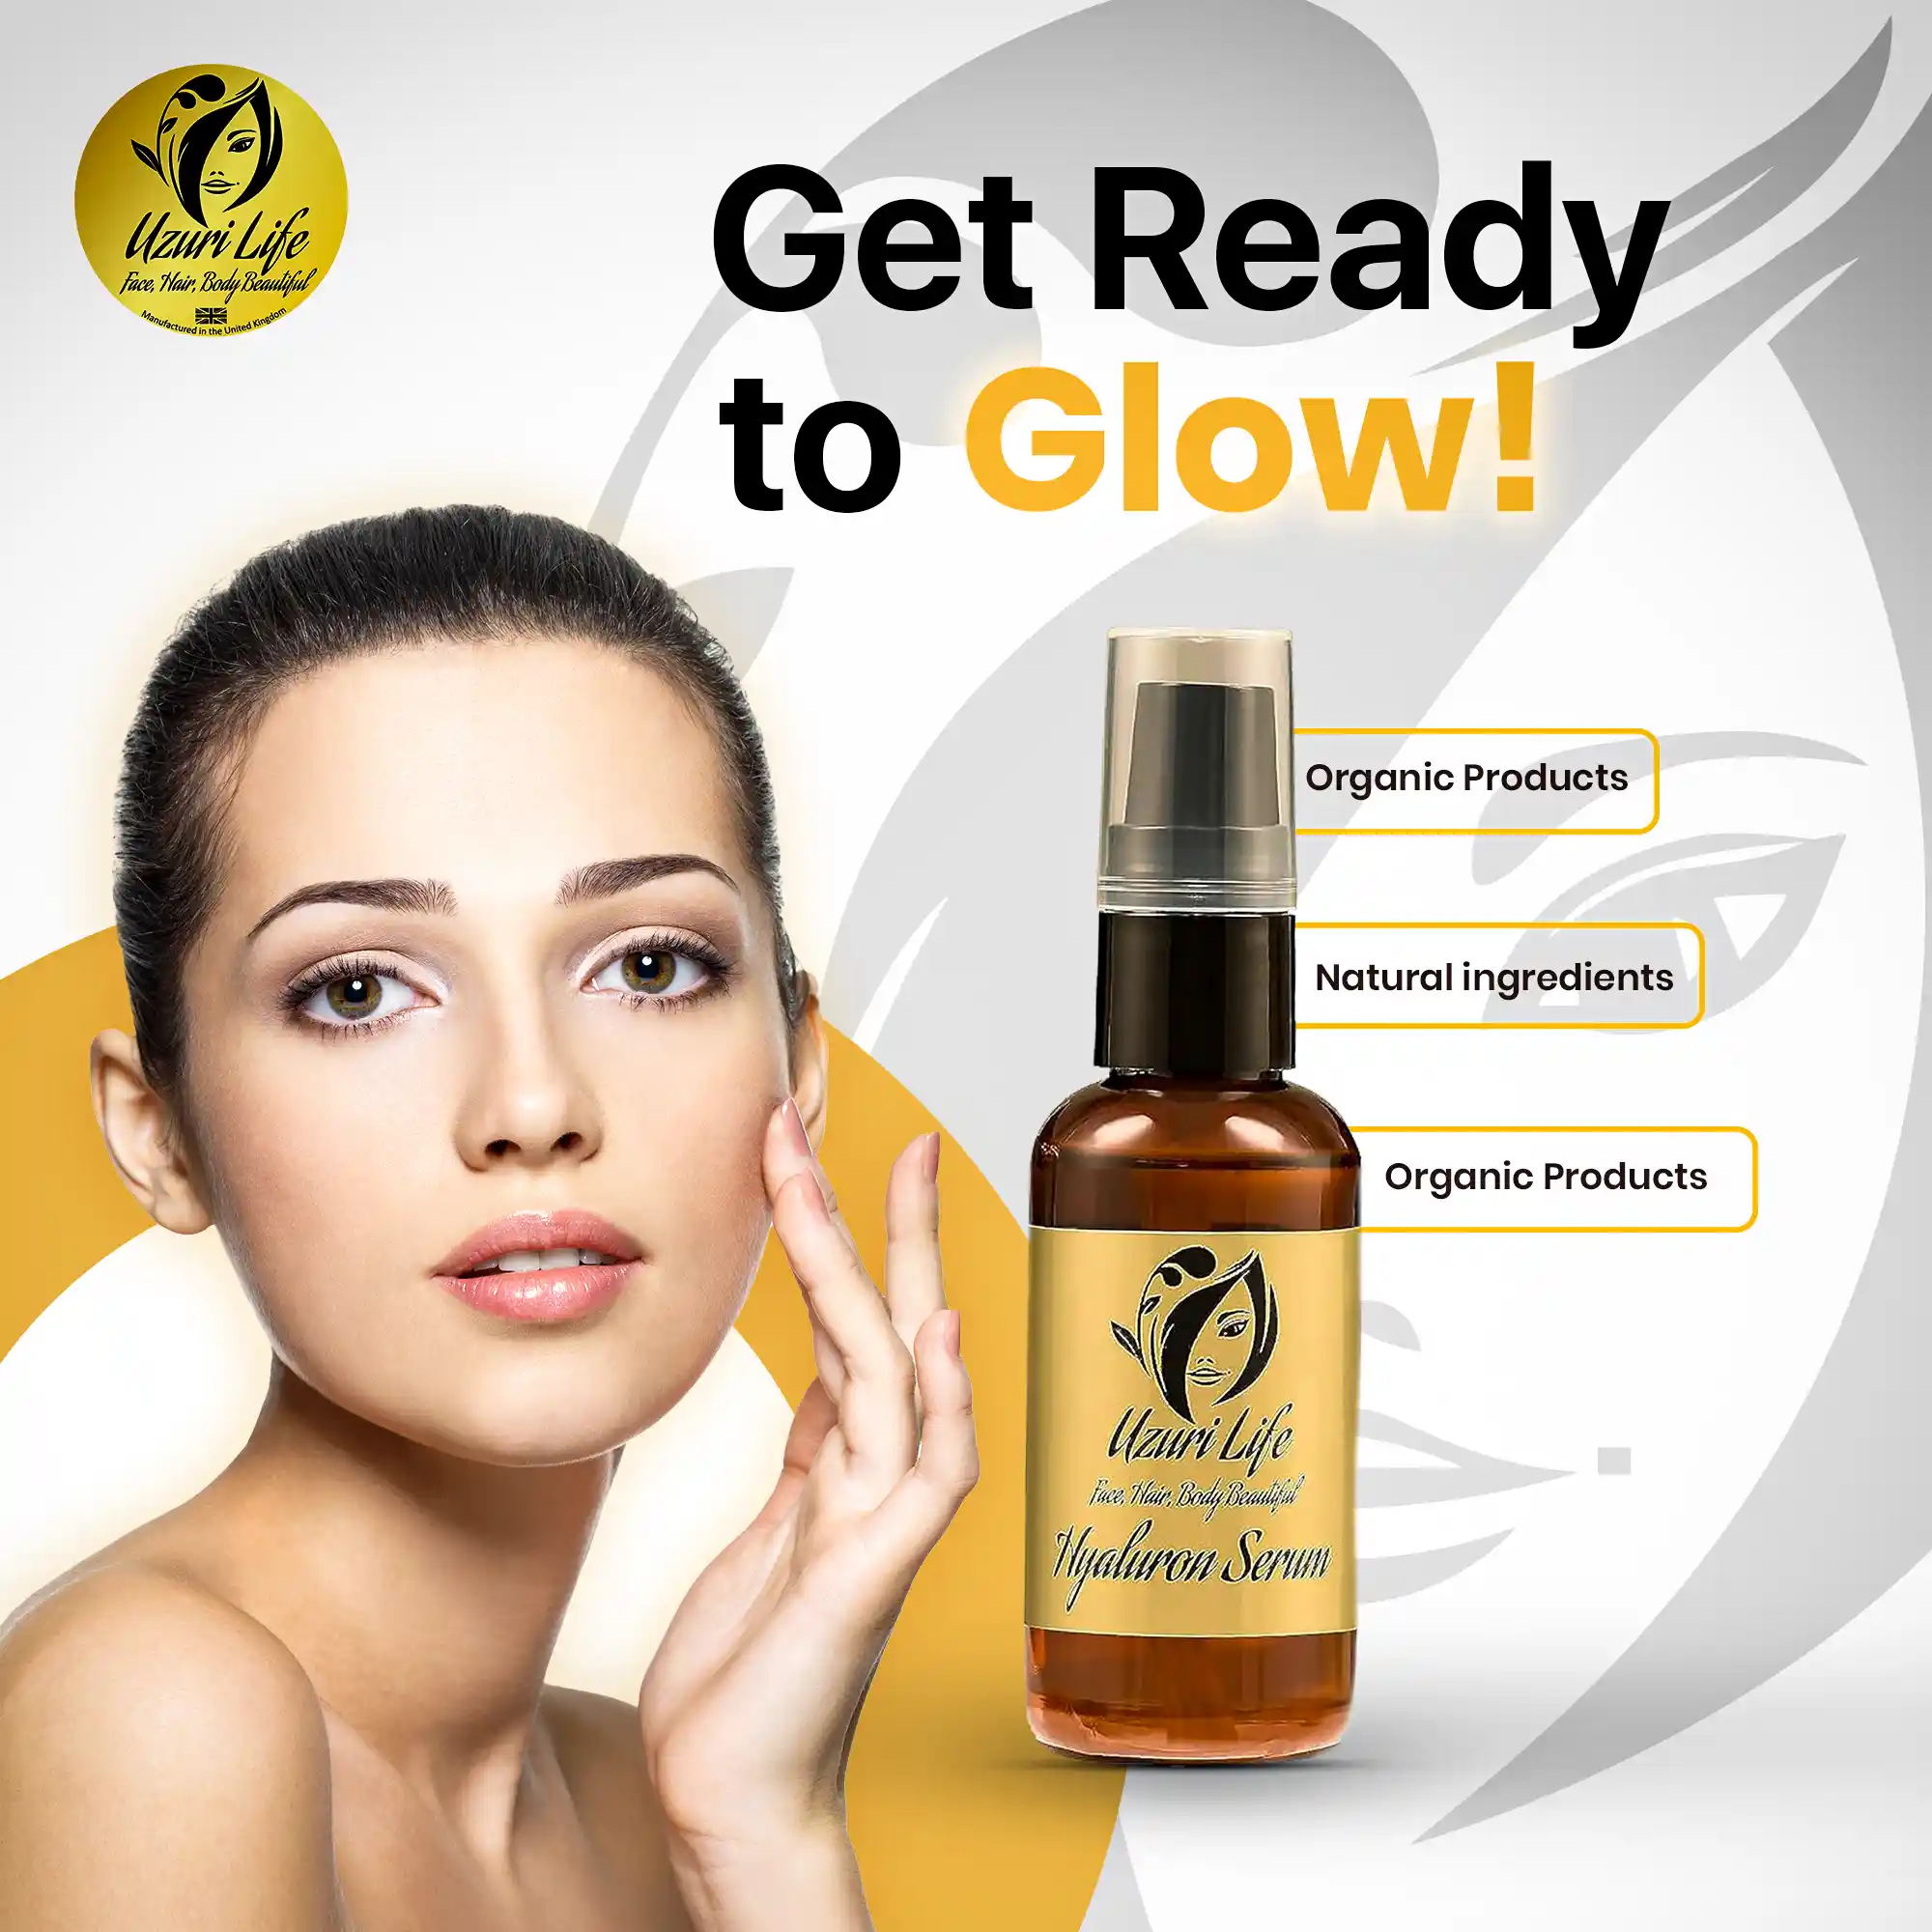 Uzuri Life
Face, Hair, Body Beautiful
Manufactured in the United Kingdom
Get Ready
to Glow!
Organic Products
Natural ingredients
Organic Products
Uzuri Life
Face, Hair, Body Beautiful
Hyaluron Serum